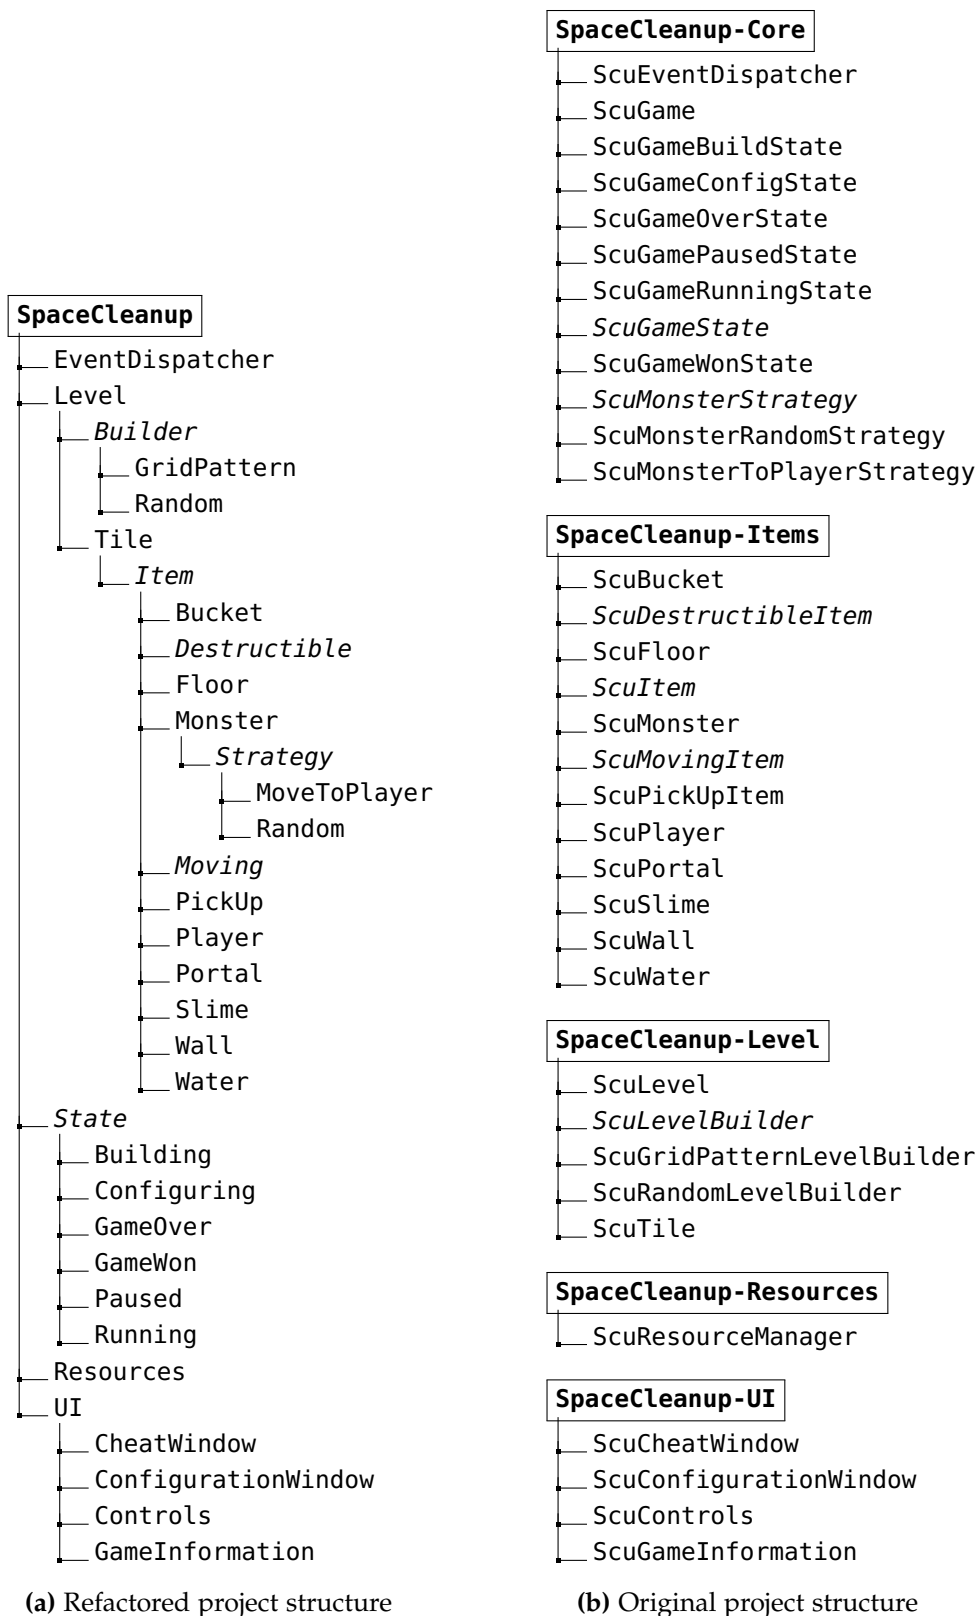 SpaceCleanup
EventDispatcher
Level
Builder
GridPattern
Random
Tile
Item
Bucket
Destructible
Floor
Monster
Strategy
MoveToPlayer
Random
Moving
PickUp
Player
Portal
Slime
Wall
Water
State
Building
Configuring
GameOver
GameWon
Paused
Running
Resources
UI
CheatWindow
ConfigurationWindow
Controls
GameInformation
(a) Refactored project structure
SpaceCleanup-Core
ScuEventDispatcher
ScuGame
ScuGameBuildState
ScuGameConfigState
ScuGameOverState
ScuGamePausedState
ScuGameRunningState
ScuGameState
ScuGameWonState
ScuMonsterStrategy
ScuMonsterRandomStrategy
ScuMonsterToPlayerStrategy
SpaceCleanup-Items
ScuBucket
ScuDestructibleItem
ScuFloor
ScuItem
ScuMonster
ScuMovingItem
ScuPickUpItem
ScuPlayer
ScuPortal
ScuSlime
ScuWall
ScuWater
SpaceCleanup-Level
ScuLevel
ScuLevelBuilder
ScuGridPatternLevelBuilder
ScuRandomLevelBuilder
ScuTile
SpaceCleanup-Resources
ScuResourceManager
SpaceCleanup-UI
ScuCheatWindow
ScuConfigurationWindow
ScuControls
ScuGameInformation
(b) Original project structure